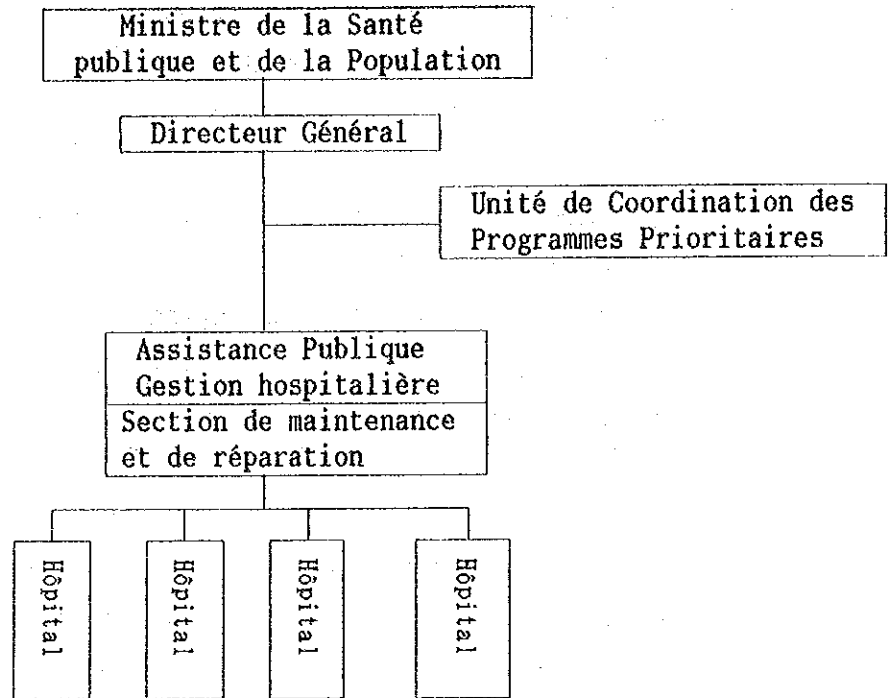 Ministre de la Santé
publique et de la Population
Directeur Général
Unité de Coordination des
Programmes Prioritaires
Assistance Publique
Gestion hospitalière
Section de maintenance
et de réparation
Hôpital
Hôpital
Hôpital
Hôpital